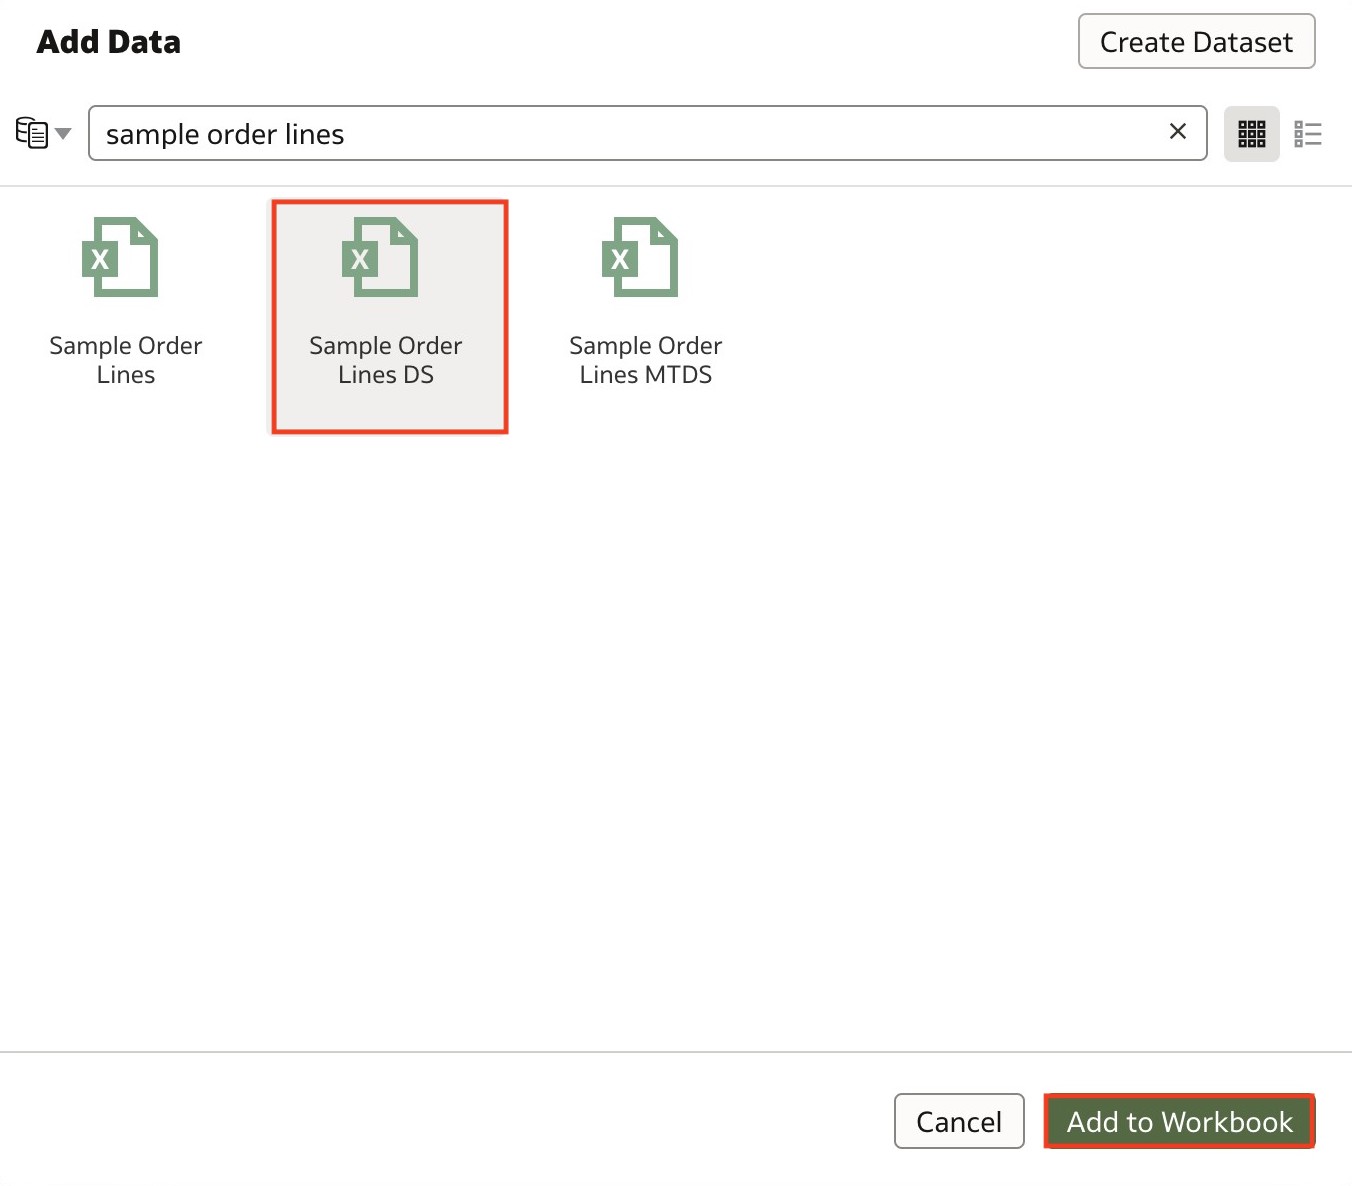 Add Data
Create Dataset
sample order lines
X
Sample Order
Lines
X
Sample Order
Lines DS
X
Sample Order
Lines MTDS
Cancel
Add to Workbook